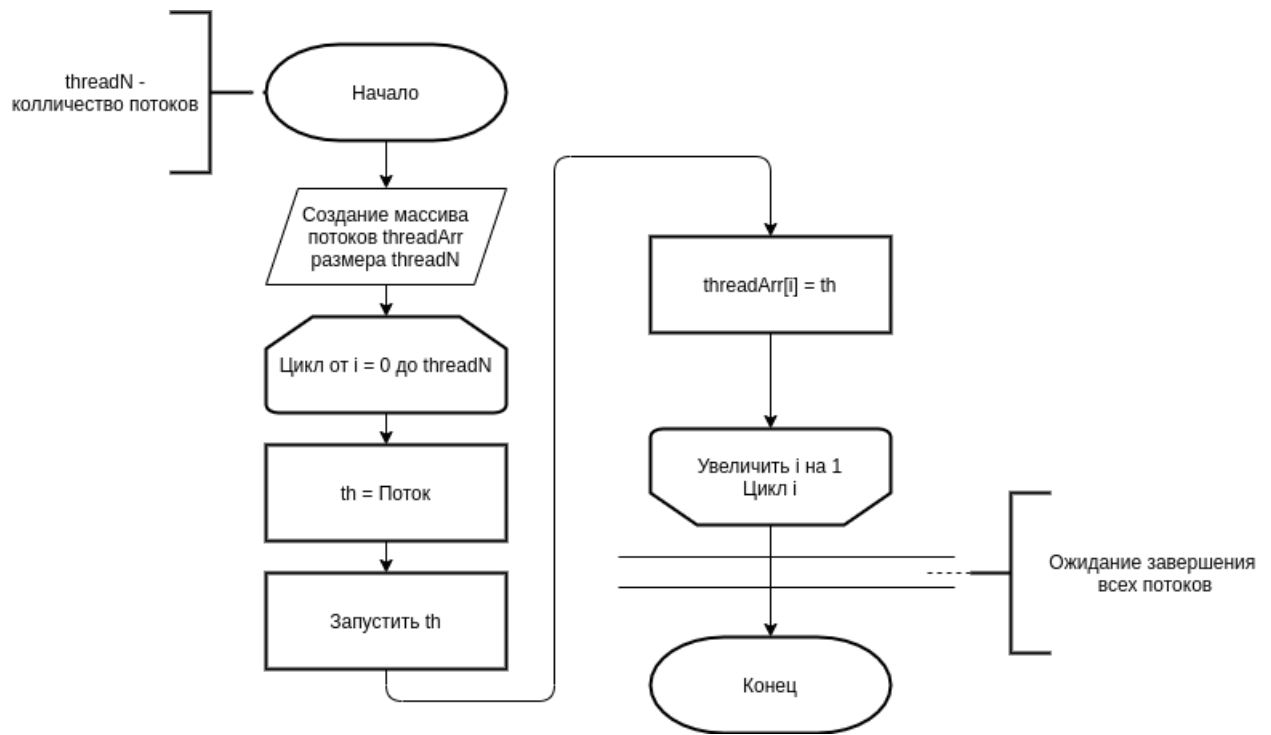 threadN -
колличество потоков
Начало
Создание массива
потоков threadArr
размера threadN
Цикл от i = 0 до threadN
th = Поток
Запустить th
threadArr[i] = th
Увеличить i на 1
Цикл i
Ожидание завершения
всех потоков
Конец